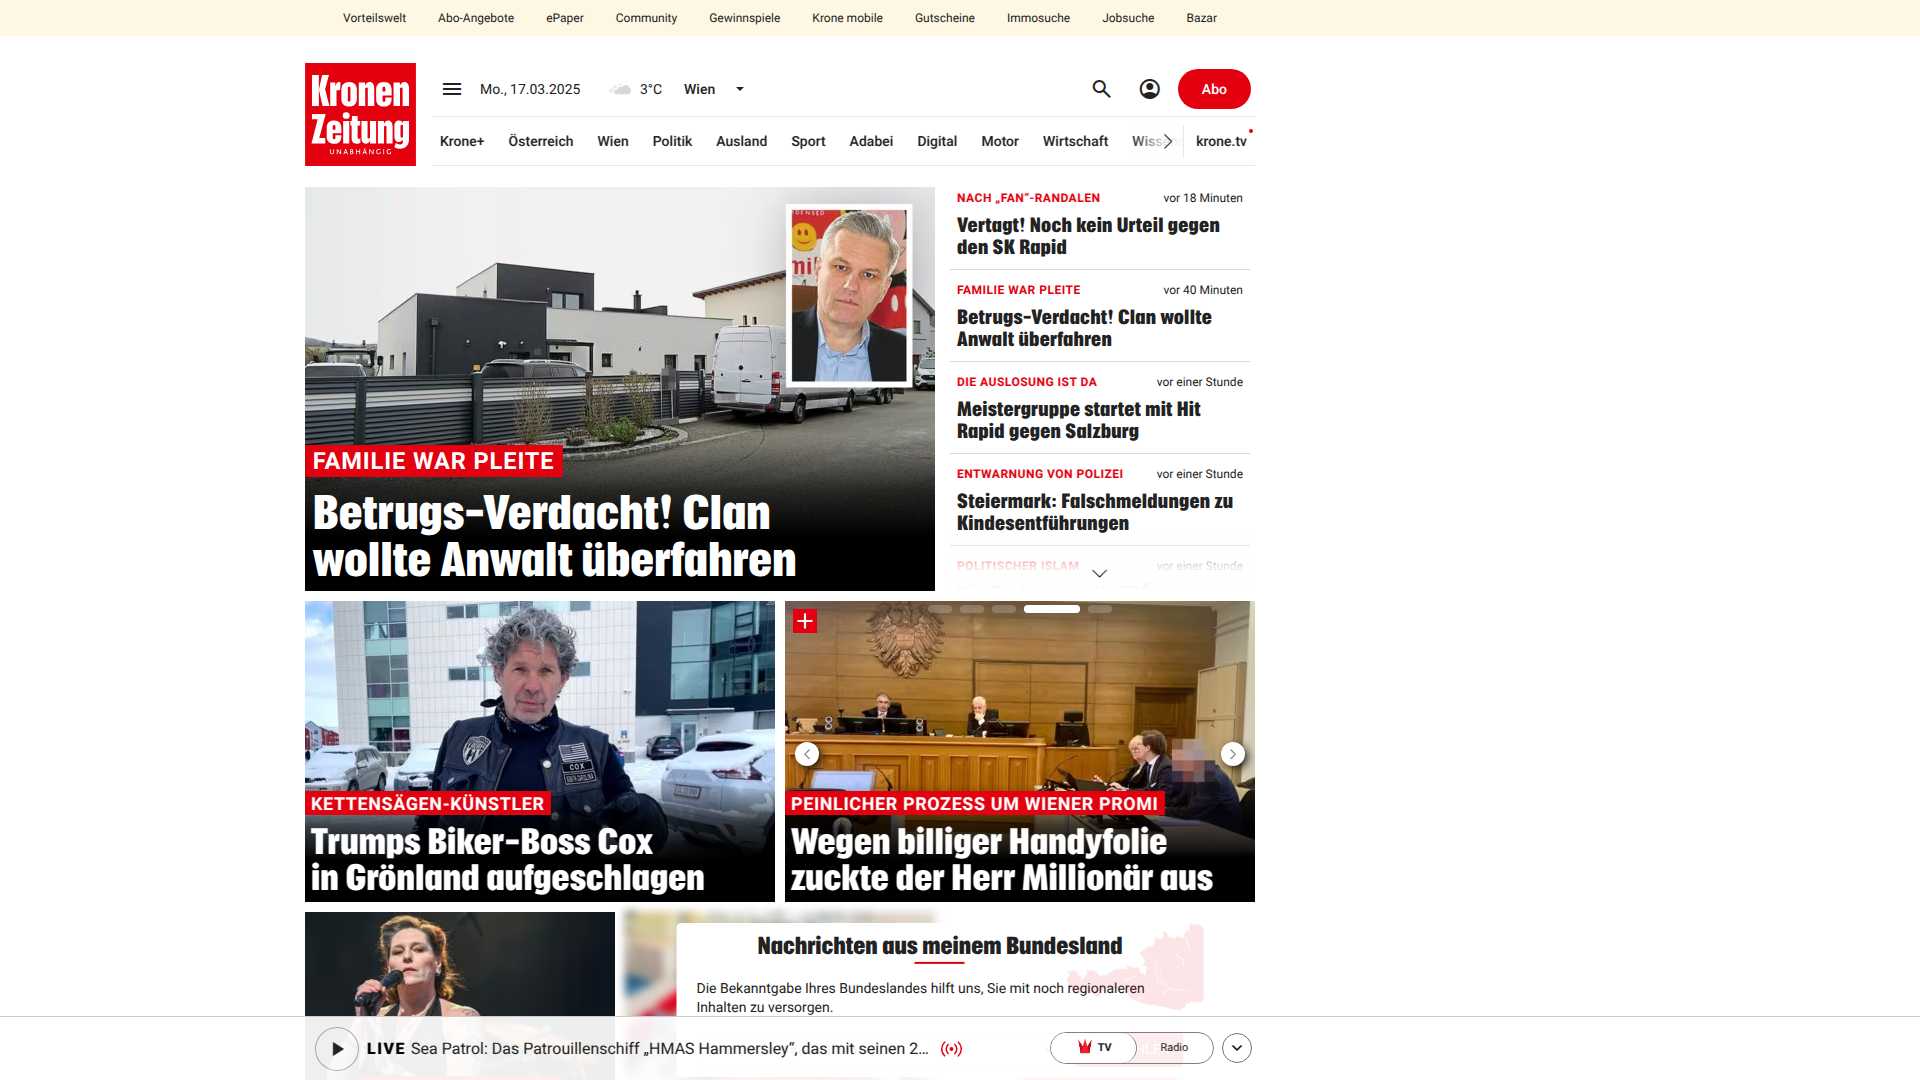 Vorteilswelt Abo-Angebote ePaper Community Gewinnspiele Krone mobile Gutscheine Immosuche Jobsuche Bazar
Kronen
Zeitung
UNABHÄNGIG
Mo., 17.03.2025 3°C Wien
Abo
Krone+ Österreich Wien Politik Ausland Sport Adabei Digital Motor Wirtschaft Wiss krone.tv
FAMILIE WAR PLEITE
Betrugs-Verdacht! Clan
wollte Anwalt überfahren
NACH „FAN“-RANDALEN vor 18 Minuten
Vertagt! Noch kein Urteil gegen
den SK Rapid
FAMILIE WAR PLEITE vor 40 Minuten
Betrugs-Verdacht! Clan wollte
Anwalt überfahren
DIE AUSLOSUNG IST DA vor einer Stunde
Meistergruppe startet mit Hit
Rapid gegen Salzburg
ENTWARNUNG VON POLIZEI vor einer Stunde
Steiermark: Falschmeldungen zu
Kindesentführungen
POLITISCHER ISLAM vor einer Stunde
COX
KETTENSÄGEN-KÜNSTLER
Trumps Biker-Boss Cox
in Grönland aufgeschlagen
PEINLICHER PROZESS UM WIENER PROMI
Wegen billiger Handyfolie
zuckte der Herr Millionär aus
Nachrichten aus meinem Bundesland
Die Bekanntgabe Ihres Bundeslandes hilft uns, Sie mit noch regionaleren
Inhalten zu versorgen.
LIVE Sea Patrol: Das Patrouillenschiff „HMAS Hammersley“, das mit seinen 2...
TV Radio